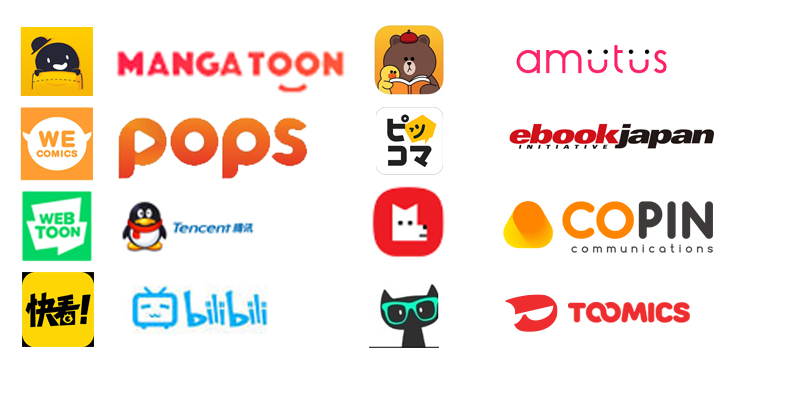 MANGATOON
amütüs
WE
COMICS
POPS
ピッ
コマ
ebookjapan
INITIATIVE
WEB
TOON
Tencent 腾讯
COPIN
communications
快看!
bilibili
TOOMICS